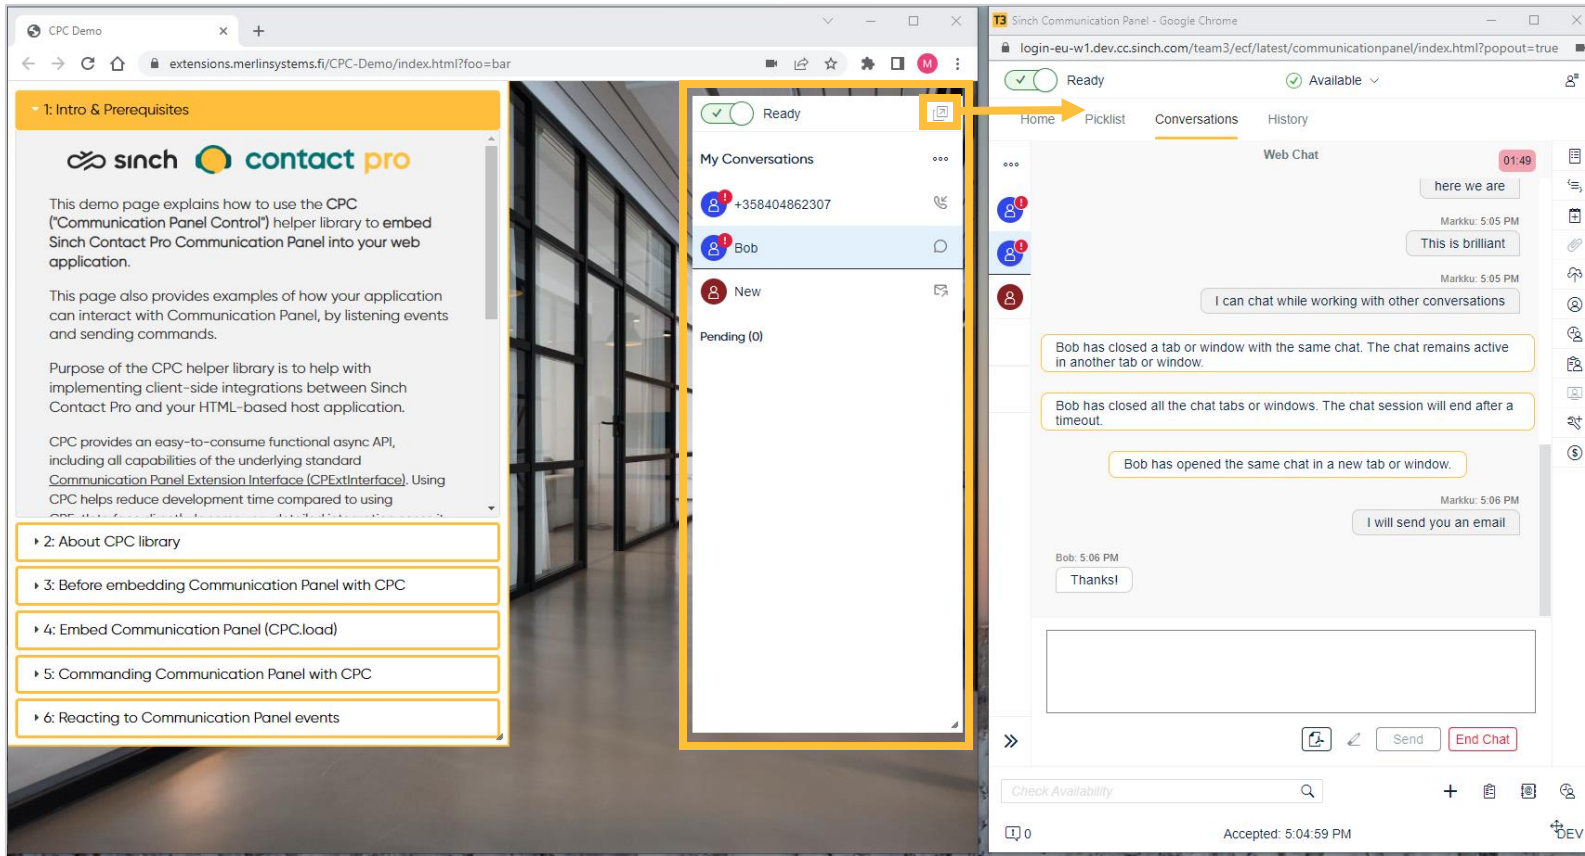 CPC Demo
extensions.merlinsystems.fi/CPC-Demo/index.html?foo=bar
M
1: Intro & Prerequisites
sinch contact pro
This demo page explains how to use the CPC
("Communication Panel Control") helper library to embed
Sinch Contact Pro Communication Panel into your web
application.
This page also provides examples of how your application
can interact with Communication Panel, by listening events
and sending commands.
Purpose of the CPC helper library is to help with
implementing client-side integrations between Sinch
Contact Pro and your HTML-based host application.
CPC provides an easy-to-consume functional async API,
including all capabilities of the underlying standard
Communication Panel Extension Interface (CPExtInterface). Using
CPC helps reduce development time compared to using
2: About CPC library
3: Before embedding Communication Panel with CPC
4: Embed Communication Panel (CPC.load)
5: Commanding Communication Panel with CPC
6: Reacting to Communication Panel events
Ready
My Conversations
+358404862307
Bob
New
Pending (0)
T3 Sinch Communication Panel - Google Chrome
login-eu-w1.dev.cc.sinch.com/team3/ecf/latest/communicationpanel/index.html?popout=true
Ready
Available
Home Picklist Conversations History
Web Chat
01:49
here we are
Markku: 5:05 PM
This is brilliant
Markku: 5:05 PM
I can chat while working with other conversations
Bob has closed a tab or window with the same chat. The chat remains active
in another tab or window.
Bob has closed all the chat tabs or windows. The chat session will end after a
timeout.
Bob has opened the same chat in a new tab or window.
Markku: 5:06 PM
I will send you an email
Bob: 5:06 PM
Thanks!
Send
End Chat
Check Availability
0
Accepted: 5:04:59 PM
DEV